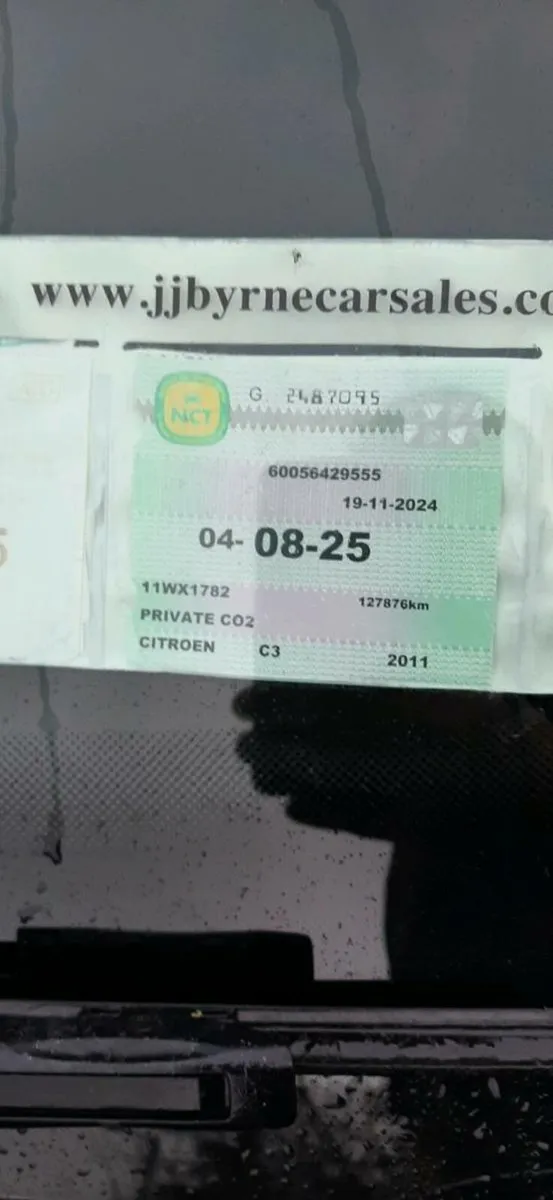 www.jjbyrnecarsales.co
NCT
G. 2487095
60056429555
19-11-2024
04-08-25
11WX1782
127876km
PRIVATE CO2
CITROEN C3 2011